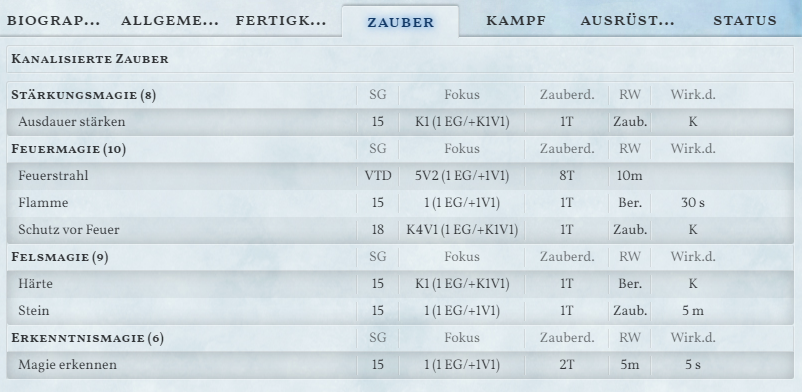 BIOGRAP... ALLGEME... FERTIGK... ZAUBER KAMPF AUSRÜST... STATUS
KANALISIERTE ZAUBER
STÄRKUNGSMAGIE (8) SG Fokus Zauberd. RW Wirk.d.
Ausdauer stärken 15 K1 (1 EG/+K1V1) 1T Zaub. K
FEUERMAGIE (10) SG Fokus Zauberd. RW Wirk.d.
Feuerstrahl VTD 5V2 (1 EG/+1V1) 8T 10m
Flamme 15 1 (1 EG/+1V1) 1T Ber. 30 s
Schutz vor Feuer 18 K4V1 (1 EG/+K1V1) 1T Zaub. K
FELSMAGIE (9) SG Fokus Zauberd. RW Wirk.d.
Härte 15 K1 (1 EG/+K1V1) 1T Ber. K
Stein 15 1 (1 EG/+1V1) 1T Zaub. 5 m
ERKENNTNISMAGIE (6) SG Fokus Zauberd. RW Wirk.d.
Magie erkennen 15 1 (1 EG/+1V1) 2T 5m 5 s